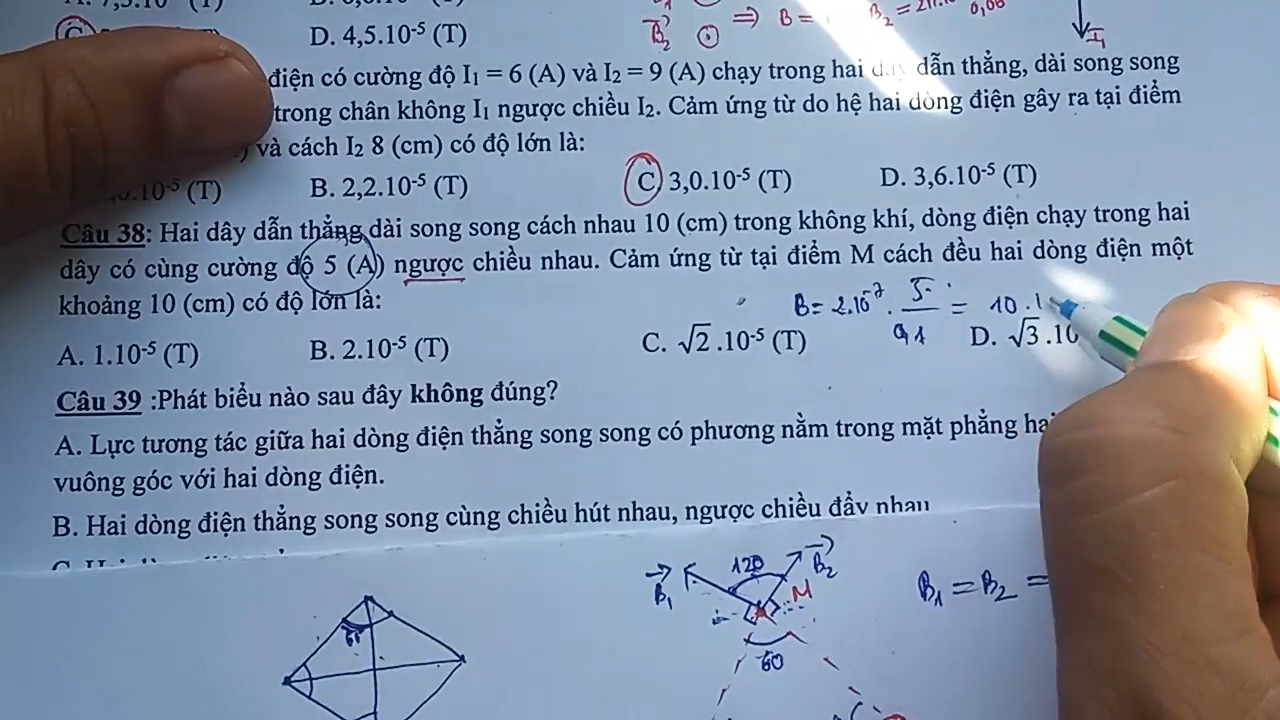 D. 4,5.10⁻⁵ (T)
B⃗₂ ⊙ ⇒ B =
I₁
điện có cường độ I₁ = 6 (A) và I₂ = 9 (A) chạy trong hai dẫn thẳng, dài song song
trong chân không I₁ ngược chiều I₂. Cảm ứng từ do hệ hai dòng điện gây ra tại điểm
) và cách I₂ 8 (cm) có độ lớn là:
.10⁻⁵ (T) B. 2,2.10⁻⁵ (T) C 3,0.10⁻⁵ (T) D. 3,6.10⁻⁵ (T)
Câu 38: Hai dây dẫn thẳng dài song song cách nhau 10 (cm) trong không khí, dòng điện chạy trong hai
dây có cùng cường độ 5 (A) ngược chiều nhau. Cảm ứng từ tại điểm M cách đều hai dòng điện một
khoảng 10 (cm) có độ lớn là:
B = 2.10⁻⁷ . 5 / 0,1 = 10 . 1
A. 1.10⁻⁵ (T) B. 2.10⁻⁵ (T) C. √2.10⁻⁵ (T) D. √3.10
Câu 39 :Phát biểu nào sau đây không đúng?
A. Lực tương tác giữa hai dòng điện thẳng song song có phương nằm trong mặt phẳng
vuông góc với hai dòng điện.
B. Hai dòng điện thẳng song song cùng chiều hút nhau, ngược chiều đẩy nhau
B⃗₁ 120 B⃗₂
M
B₁ = B₂ =
60
60